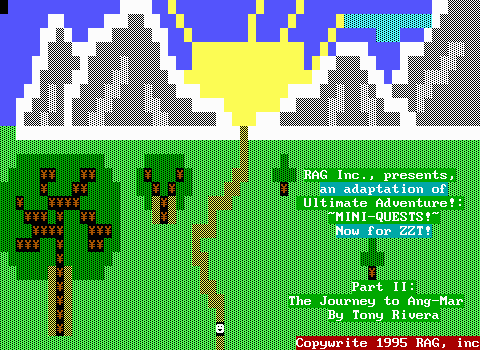 RAG Inc., presents,
an adaptation of
Ultimate Adventure!:
~MINI-QUESTS!~
Now for ZZT!
Part II:
The Journey to Ang-Mar
By Tony Rivera
Copywrite 1995 RAG, inc